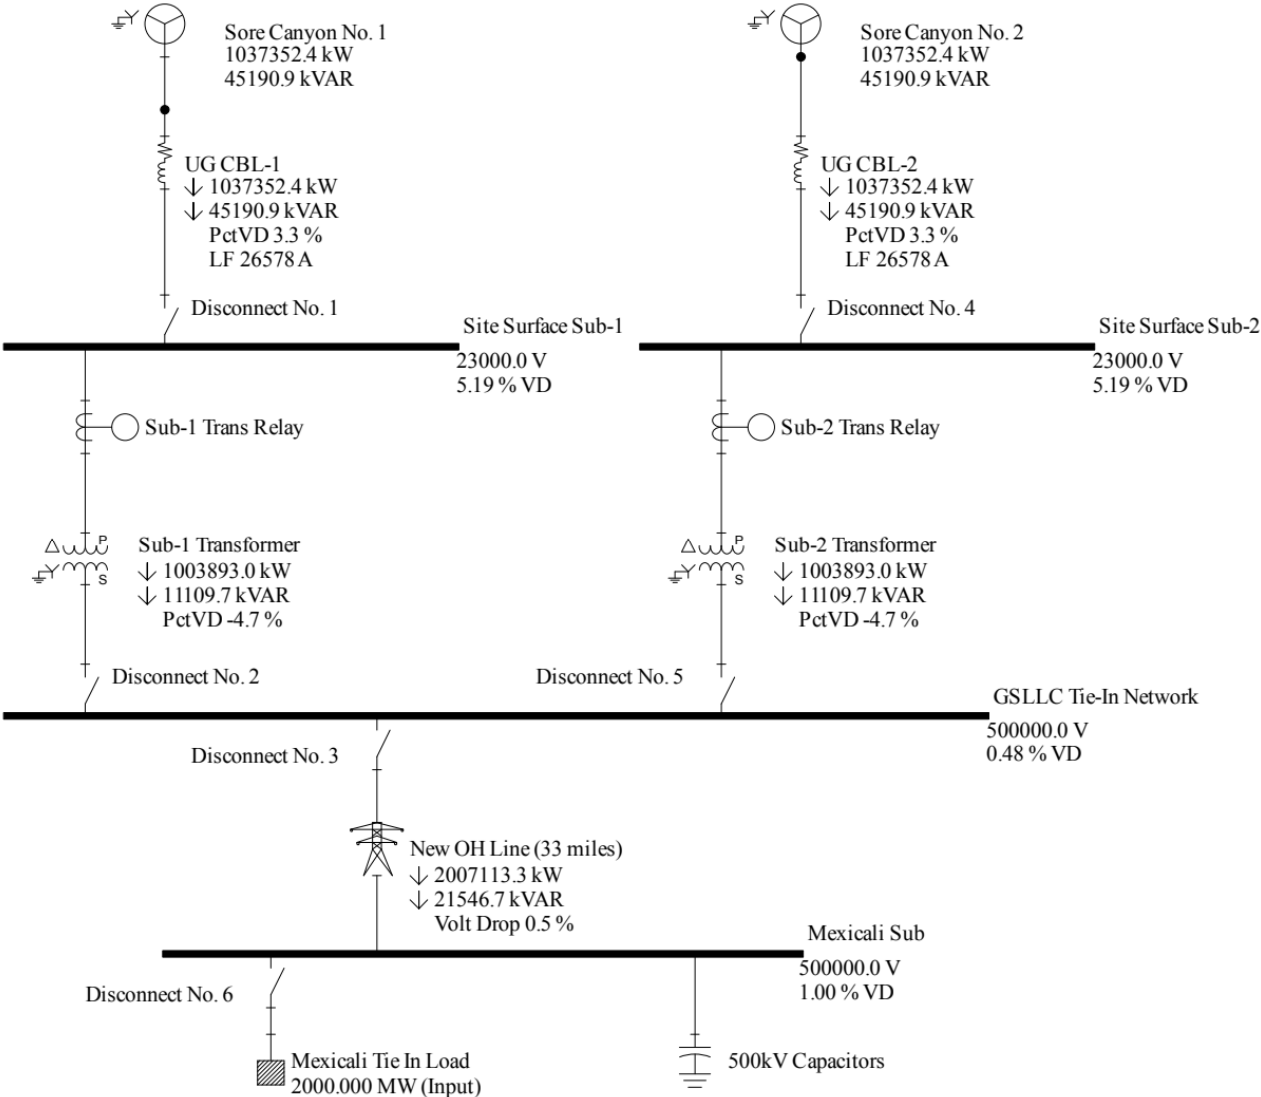 Sore Canyon No. 1
1037352.4 kW
45190.9 kVAR
Sore Canyon No. 2
1037352.4 kW
45190.9 kVAR
UG CBL-1
↓ 1037352.4 kW
↓ 45190.9 kVAR
PctVD 3.3 %
LF 26578 A
UG CBL-2
↓ 1037352.4 kW
↓ 45190.9 kVAR
PctVD 3.3 %
LF 26578 A
Disconnect No. 1
Disconnect No. 4
Site Surface Sub-1
23000.0 V
5.19 % VD
Site Surface Sub-2
23000.0 V
5.19 % VD
Sub-1 Trans Relay
Sub-2 Trans Relay
P
S
Sub-1 Transformer
↓ 1003893.0 kW
↓ 11109.7 kVAR
PctVD -4.7 %
P
S
Sub-2 Transformer
↓ 1003893.0 kW
↓ 11109.7 kVAR
PctVD -4.7 %
Disconnect No. 2
Disconnect No. 5
GSLLC Tie-In Network
500000.0 V
0.48 % VD
Disconnect No. 3
New OH Line (33 miles)
↓ 2007113.3 kW
↓ 21546.7 kVAR
Volt Drop 0.5 %
Mexicali Sub
500000.0 V
1.00 % VD
Disconnect No. 6
Mexicali Tie In Load
2000.000 MW (Input)
500kV Capacitors